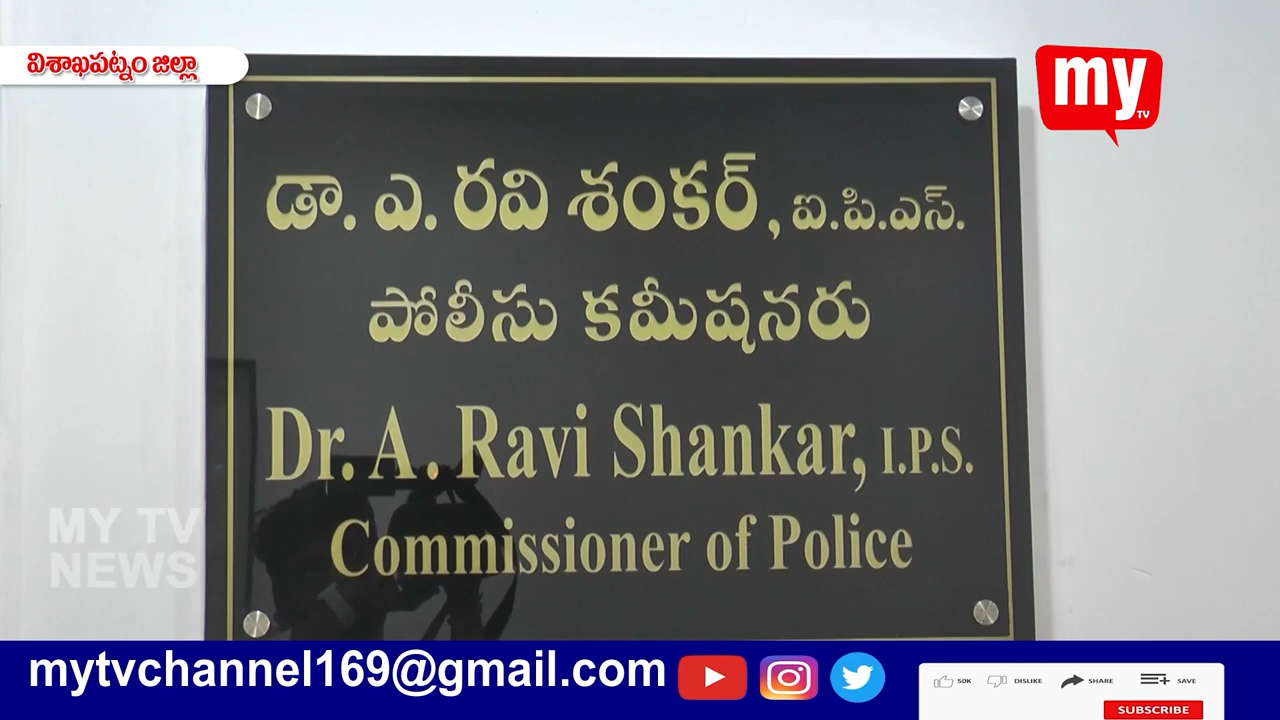 విశాఖపట్నం జిల్లా
my
TV
డా. ఎ. రవి శంకర్, ఐ.పి.ఎస్.
పోలీసు కమీషనరు
Dr. A. Ravi Shankar, I.P.S.
Commissioner of Police
MY TV
NEWS
mytvchannel169@gmail.com
50K DISLIKE SHARE SAVE
SUBSCRIBE